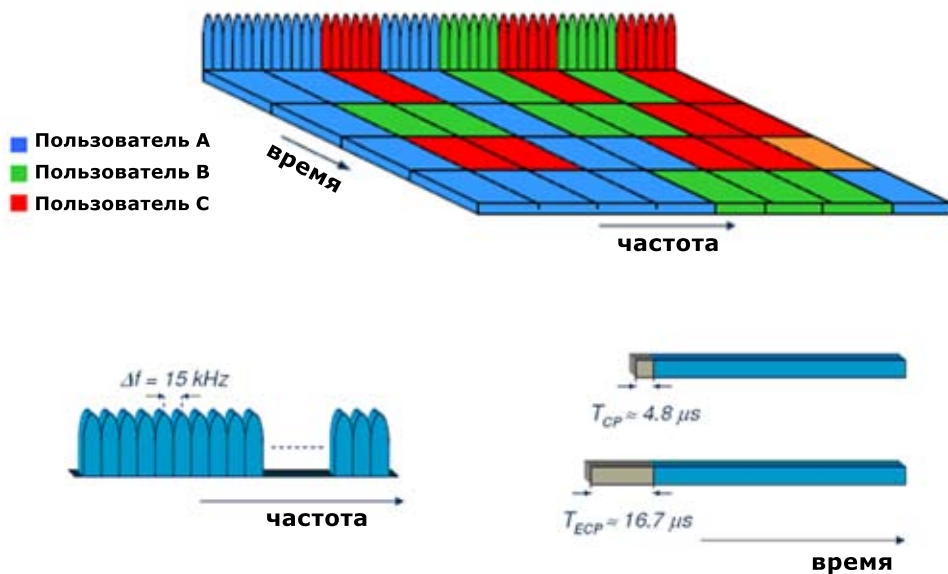 Пользователь A
Пользователь B
Пользователь C
время
частота
Δf = 15 kHz
частота
T_CP ≈ 4.8 μs
T_ECP ≈ 16.7 μs
время